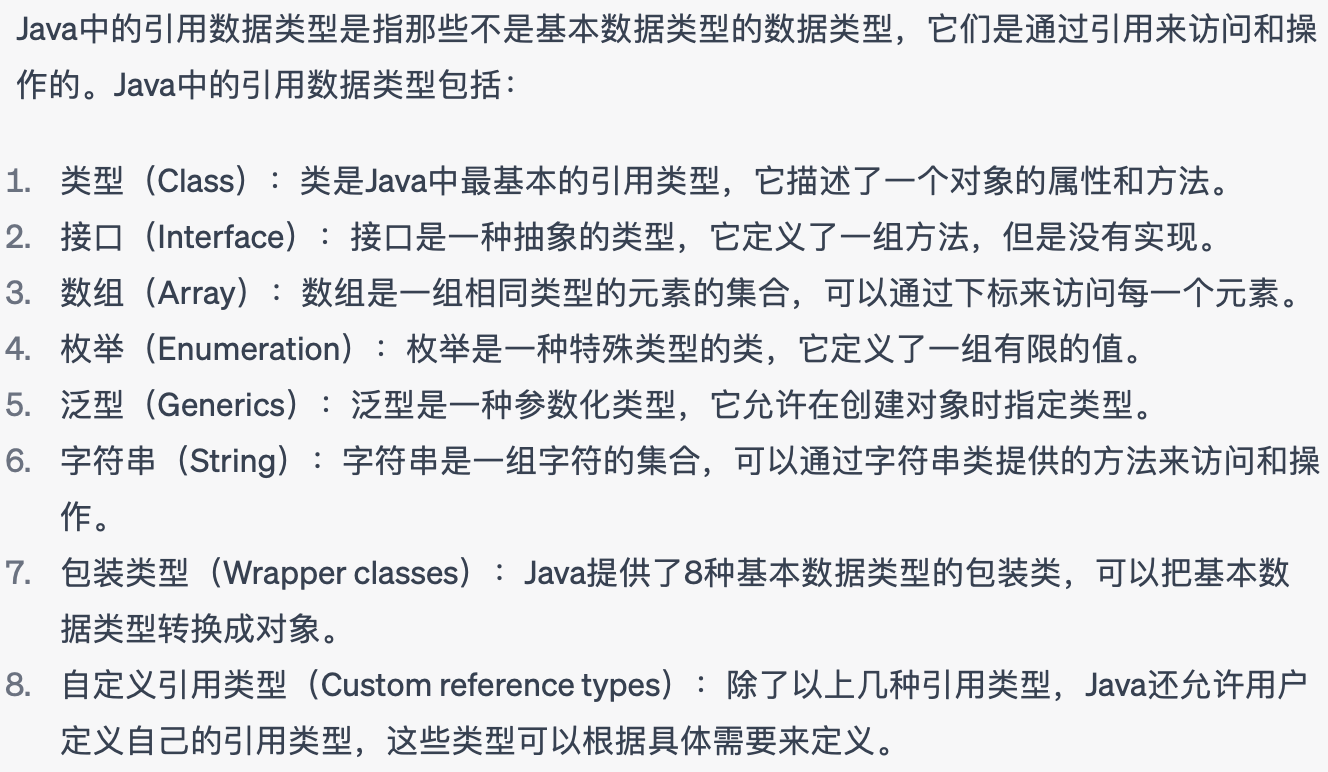 Java中的引用数据类型是指那些不是基本数据类型的数据类型，它们是通过引用来访问和操
作的。Java中的引用数据类型包括：
1. 类型（Class）：类是Java中最基本的引用类型，它描述了一个对象的属性和方法。
2. 接口（Interface）：接口是一种抽象的类型，它定义了一组方法，但是没有实现。
3. 数组（Array）：数组是一组相同类型的元素的集合，可以通过下标来访问每一个元素。
4. 枚举（Enumeration）：枚举是一种特殊类型的类，它定义了一组有限的值。
5. 泛型（Generics）：泛型是一种参数化类型，它允许在创建对象时指定类型。
6. 字符串（String）：字符串是一组字符的集合，可以通过字符串类提供的方法来访问和操
作。
7. 包装类型（Wrapper classes）：Java提供了8种基本数据类型的包装类，可以把基本数
据类型转换成对象。
8. 自定义引用类型（Custom reference types）：除了以上几种引用类型，Java还允许用户
定义自己的引用类型，这些类型可以根据具体需要来定义。